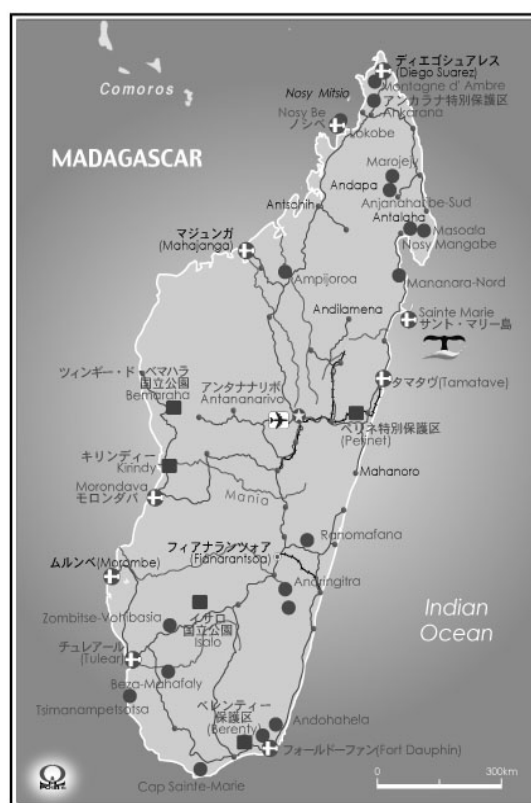 Comoros
MADAGASCAR
Nosy Mitsio
ディエゴシュアレス
(Diego Suarez)
Montagne d' Ambre
アンカラナ特別保護区
Ankarana
Nosy Be
ノシベ
Lokobe
Marojejy
Andapa
Anjanaharibe-Sud
Antsohih
Antalaha
Masoala
Nosy Mangabe
マジュンガ
(Mahajanga)
Ampijoroa
Mananara-Nord
Andilamena
Sainte Marie
サント・マリー島
ツィンギー・ド・ベマハラ
国立公園
Bemaraha
アンタナナリボ
Antananarivo
タマタヴ(Tamatave)
ペリネ特別保護区
(Perinet)
キリンディー
Kirindy
Mahanoro
Morondava
モロンダバ
Mania
Ranomafana
フィアナランツォア
(Fianarantsoa)
ムルンベ(Morombe)
Andringitra
Zombitse-Vohibasia
イサロ
国立公園
Isalo
Indian
Ocean
チュレアール
(Tulear)
Beza-Mahafaly
Tsimanampetsotsa
ベレンティー
保護区
(Berenty)
Andohahela
フォールドーファン(Fort Dauphin)
Cap Sainte-Marie
0
300km